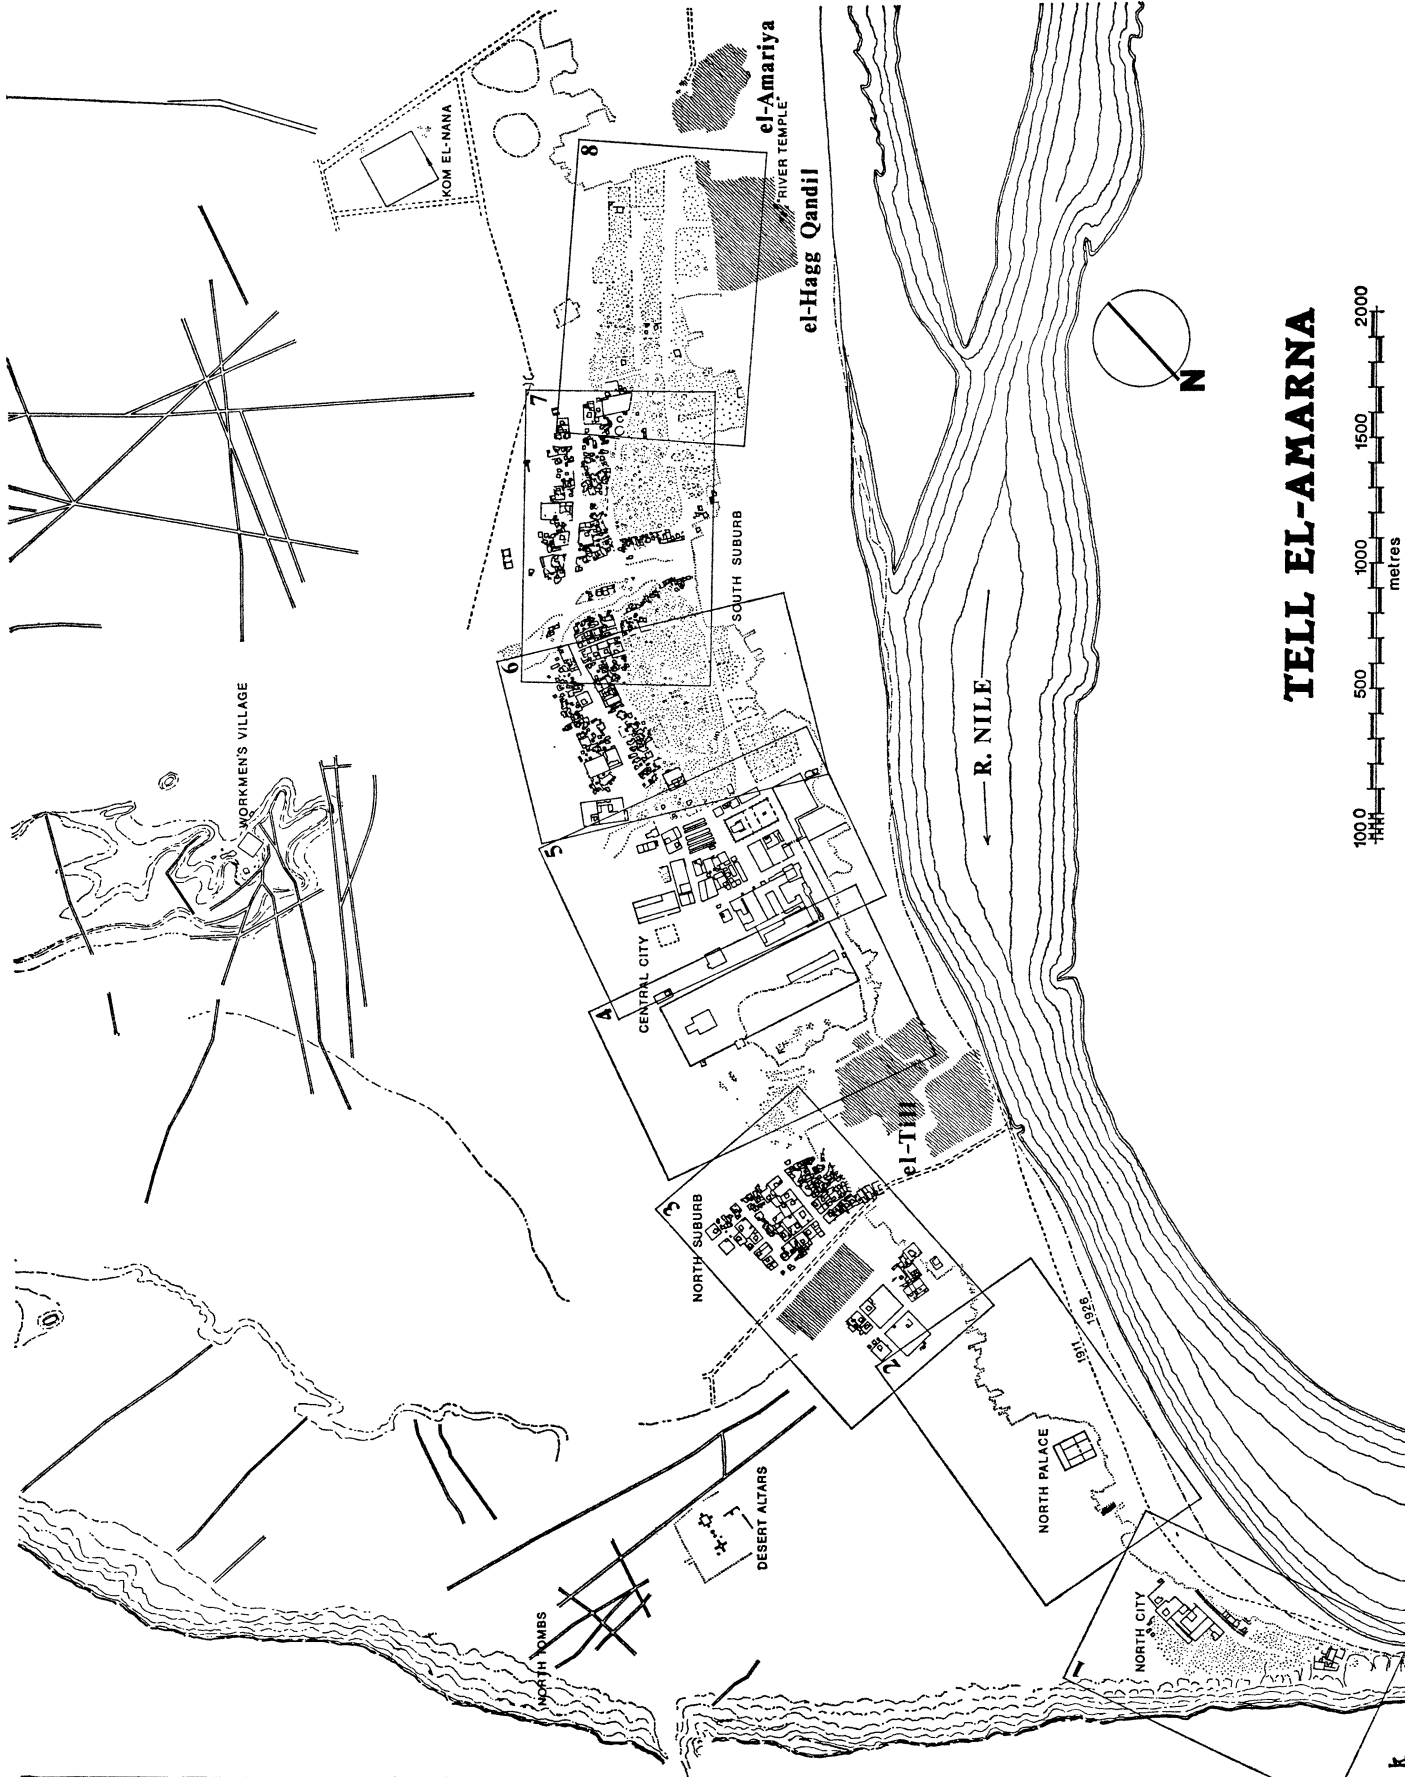 TELL EL-AMARNA
1000 500 1000 1500 2000
metres
N
R. NILE
KOM EL-NANA
el-Amariya
"RIVER TEMPLE"
el-Hagg Qandil
8
7
SOUTH SUBURB
6
WORKMEN'S VILLAGE
5
CENTRAL CITY
4
el-Till
3
NORTH SUBURB
2
1911
1926
NORTH PALACE
DESERT ALTARS
NORTH TOMBS
NORTH CITY
1
k